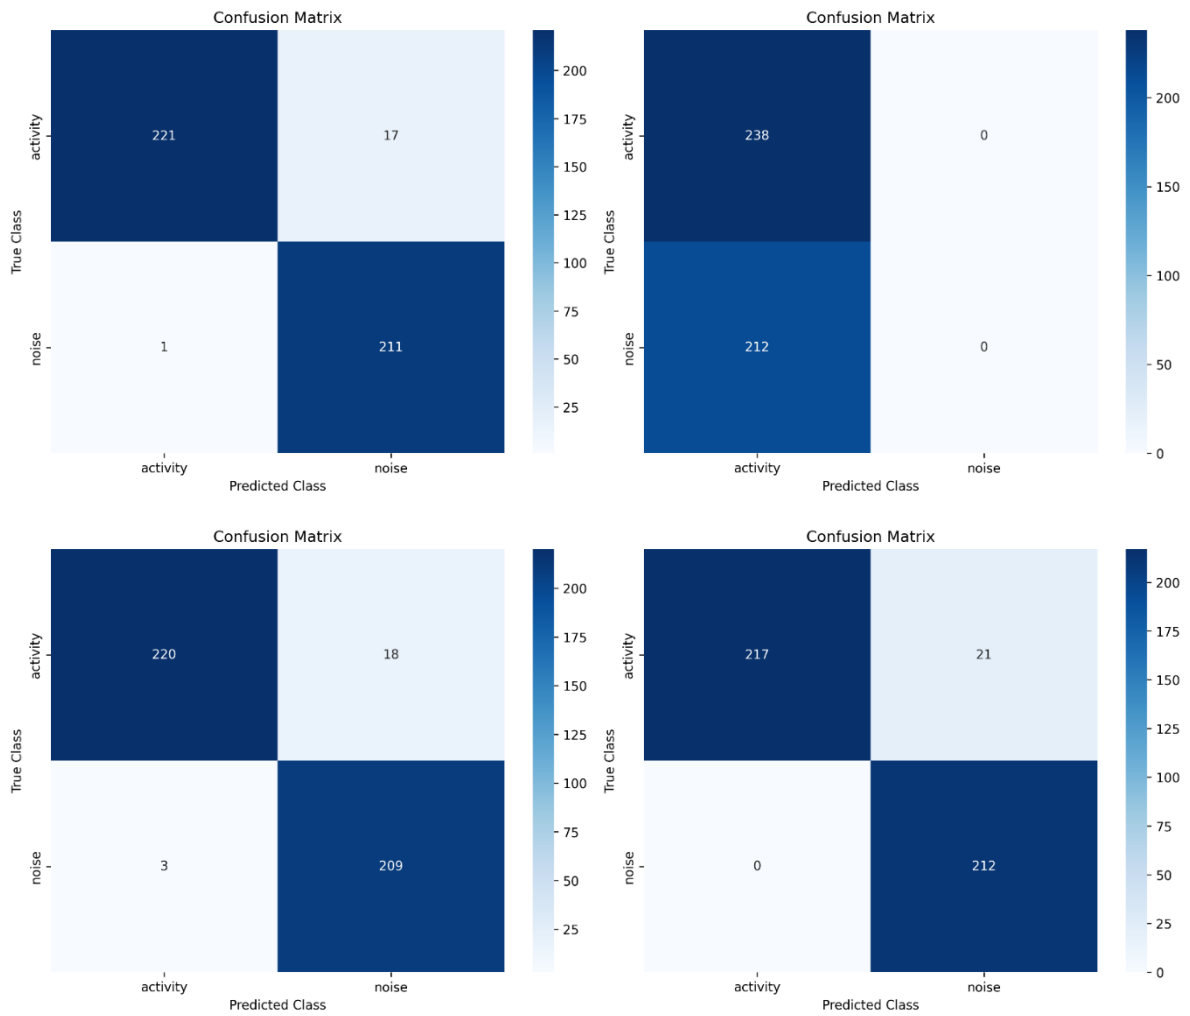 Confusion Matrix
activity
noise
True Class
221 17
1 211
activity noise
Predicted Class
200
175
150
125
100
75
50
25
Confusion Matrix
activity
noise
True Class
238 0
212 0
activity noise
Predicted Class
200
150
100
50
0
Confusion Matrix
activity
noise
True Class
220 18
3 209
activity noise
Predicted Class
200
175
150
125
100
75
50
25
Confusion Matrix
activity
noise
True Class
217 21
0 212
activity noise
Predicted Class
200
175
150
125
100
75
50
25
0